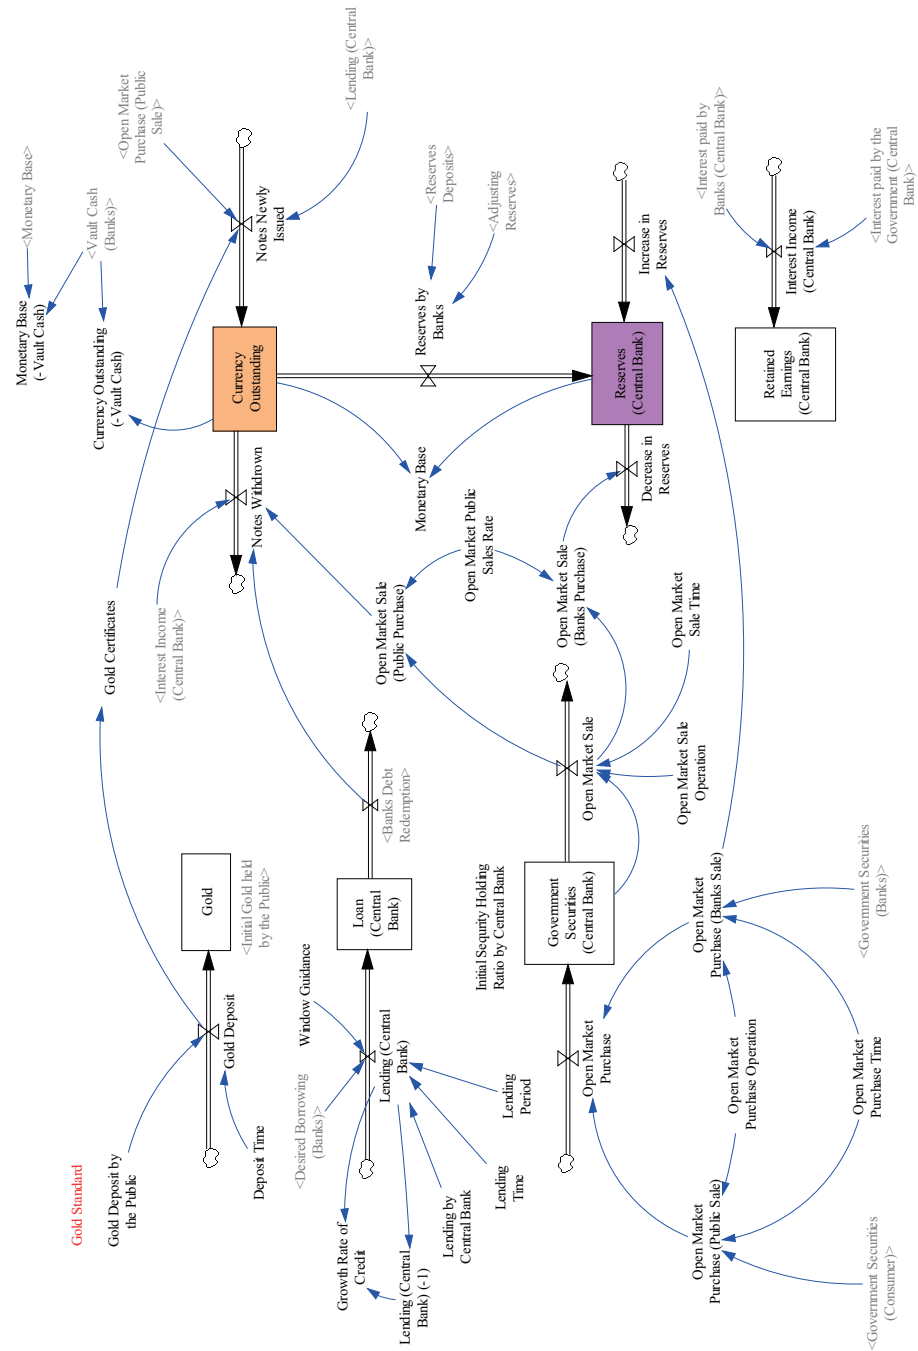 Gold Standard
Gold Deposit by
the Public
Deposit Time
Gold Deposit
Gold
<Initial Gold held
by the Public>
Gold Certificates
<Interest Income
(Central Bank)>
Notes Withdrawn
Currency
Outstanding
Currency Outstanding
(-Vault Cash)
Monetary Base
(- Vault Cash)
<Monetary Base>
<Vault Cash
(Banks)>
<Open Market
Purchase (Public
Sale)>
Notes Newly
Issued
<Lending (Central
Bank)>
Growth Rate of
Credit
Lending (Central
Bank) (-1)
Lending by
Central Bank
Lending
Time
Lending
Period
<Desired Borrowing
(Banks)>
Window Guidance
Lending (Central
Bank)
Loan
(Central
Bank)
<Banks Debt
Redemption>
Open Market Sale
(Public Purchase)
Monetary Base
Reserves by
Banks
<Reserves
Deposits>
<Adjusting
Reserves>
Open Market Public
Sales Rate
Initial Sequrity Holding
Ratio by Central Bank
Government
Securities
(Central Bank)
Open Market
Purchase
Open Market Sale
Open Market Sale
(Banks Purchase)
Decrease in
Reserves
Reserves
(Central Bank)
Increase in
Reserves
Open Market
Sale Time
Open Market Sale
Operation
Open Market
Purchase (Public Sale)
Open Market
Purchase Operation
Open Market
Purchase (Banks Sale)
Open Market
Purchase Time
<Government Securities
(Consumer)>
<Government Securities
(Banks)>
Retained
Earnings
(Central Bank)
Interest Income
(Central Bank)
<Interest paid by
Banks (Central Bank)>
<Interest paid by the
Government (Central
Bank)>